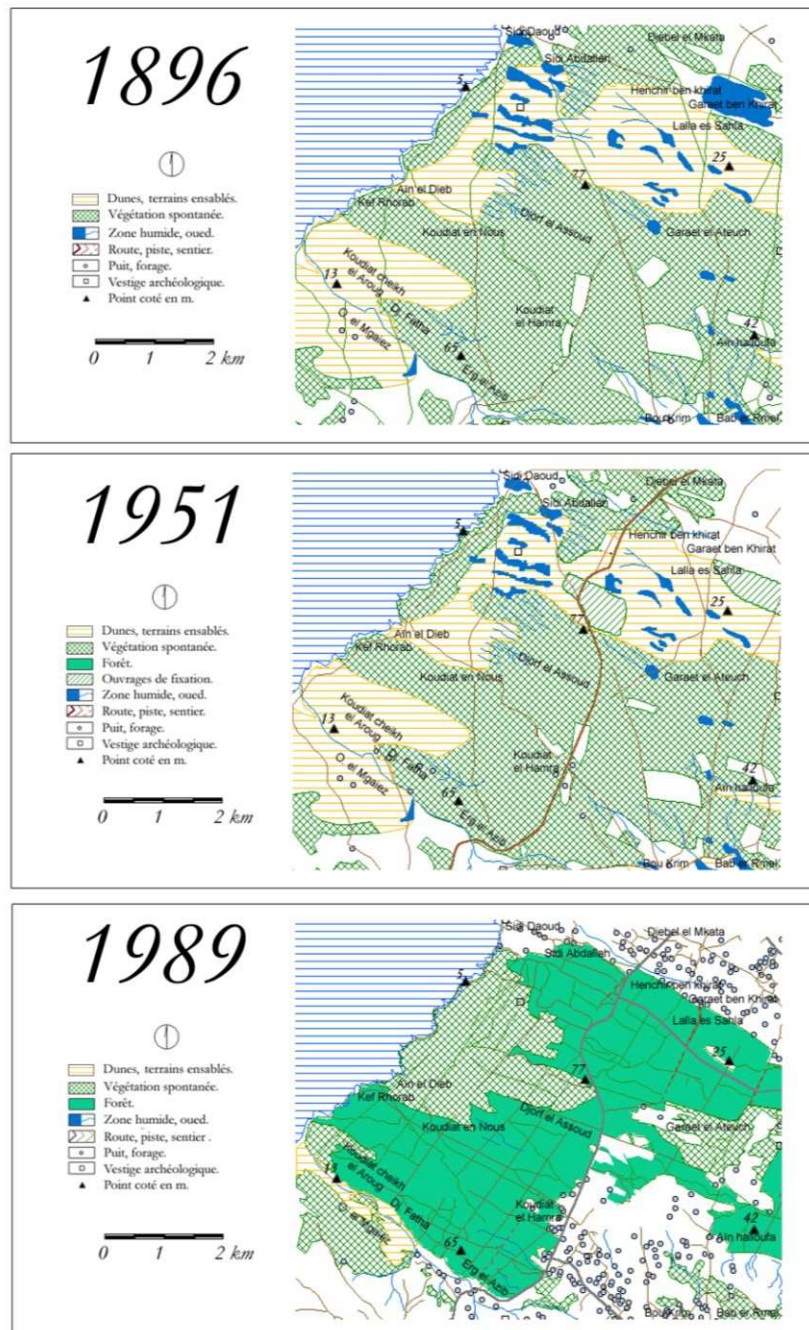 1896
Dunes, terrains ensablés.
Végétation spontanée.
Zone humide, oued.
Route, piste, sentier.
Puit, forage.
Vestige archéologique.
Point coté en m.
0 1 2 km
Sidi Daoud
Djebel el Mkata
Sidi Abdallah
5
Henchir ben khirat
Garaet ben Khirat
Lalla es Sahla
25
77
Ain el Dieb
Kef Rhorab
Djorf el Assoud
Koudiat en Nous
Garaet el Ateuch
Koudiat cheikh
el Aroug
13
Dj. Fatha
O. el Mgaiez
Koudiat
el Hamra
42
Ain halloufa
65
Erg el Azib
Bou Krim
Bab er Rmel
1951
Dunes, terrains ensablés.
Végétation spontanée.
Forêt.
Ouvrages de fixation.
Zone humide, oued.
Route, piste, sentier.
Puit, forage.
Vestige archéologique.
Point coté en m.
0 1 2 km
Sidi Daoud
Djebel el Mkata
Sidi Abdallah
5
Henchir ben khirat
Garaet ben Khirat
Lalla es Sahla
25
77
Ain el Dieb
Kef Rhorab
Djorf el Assoud
Koudiat en Nous
Garaet el Ateuch
Koudiat cheikh
el Aroug
13
Dj. Fatha
O. el Mgaiez
Koudiat
el Hamra
42
Ain halloufa
65
Erg el Azib
Bou Krim
Bab er Rmel
1989
Dunes, terrains ensablés.
Végétation spontanée.
Forêt.
Zone humide, oued.
Route, piste, sentier .
Puit, forage.
Vestige archéologique.
Point coté en m.
0 1 2 km
Sidi Daoud
Djebel el Mkata
Sidi Abdallah
5
Henchir ben khirat
Garaet ben Khirat
Lalla es Sahla
25
77
Ain el Dieb
Kef Rhorab
Djorf el Assoud
Koudiat en Nous
Garaet el Ateuch
Koudiat cheikh
el Aroug
13
Dj. Fatha
O. el Mgaiez
Koudiat
el Hamra
42
Ain halloufa
65
Erg el Azib
Bou Krim
Bab er Rmel